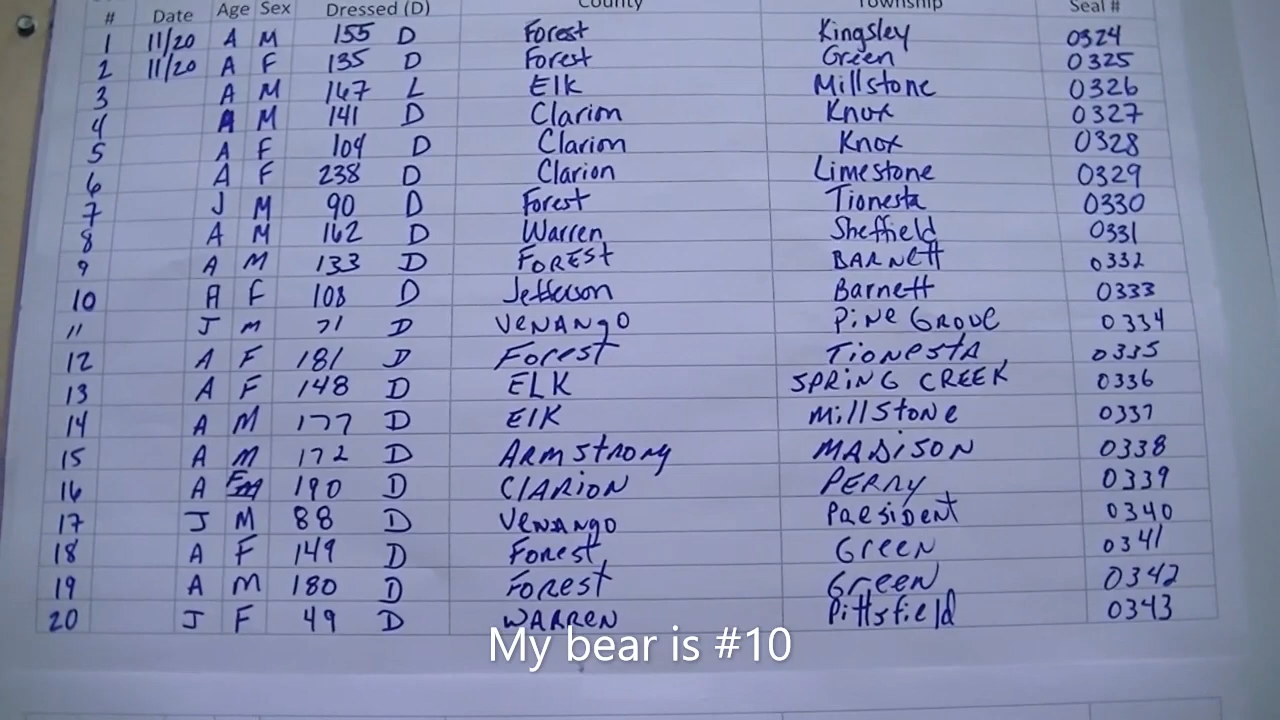 # Date Age Sex Dressed (D) County Township Seal #
1 11/20 A M 155 D Forest Kingsley 0324
2 11/20 A F 135 D Forest Green 0325
3 A M 167 L Elk Millstone 0326
4 A M 141 D Clarion Knox 0327
5 A F 109 D Clarion Knox 0328
6 A F 238 D Clarion Limestone 0329
7 J M 90 D Forest Tionesta 0330
8 A M 162 D Warren Sheffield 0331
9 A M 133 D FOREST BARNett 0332
10 A F 108 D Jefferson Barnett 0333
11 J M 71 D VENANgO PiNE GROVE 0334
12 A F 181 D Forest TIONESTA 0335
13 A F 148 D ELK SPRiNG CREEK 0336
14 A M 177 D ElK MillStoNe 0337
15 A M 172 D ARMStRONg MADiSON 0338
16 A F 190 D ClARiON PERRY 0339
17 J M 88 D VeNANgO PResiDent 0340
18 A F 149 D Forest GreeN 0341
19 A M 180 D FORESt GREEN 0342
20 J F 49 D WARREN Pittsfield 0343
My bear is #10